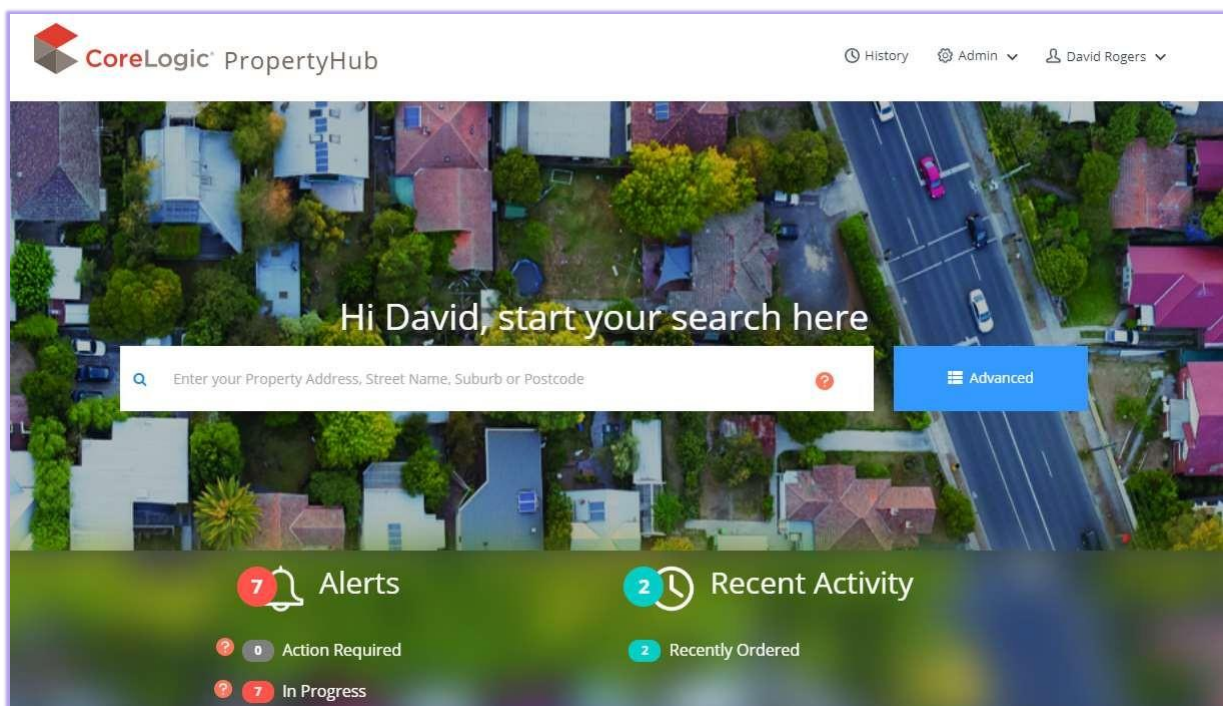 CoreLogic PropertyHub
History Admin David Rogers
Hi David, start your search here
Enter your Property Address, Street Name, Suburb or Postcode ? Advanced
7 Alerts
? 0 Action Required
? 7 In Progress
2 Recent Activity
2 Recently Ordered